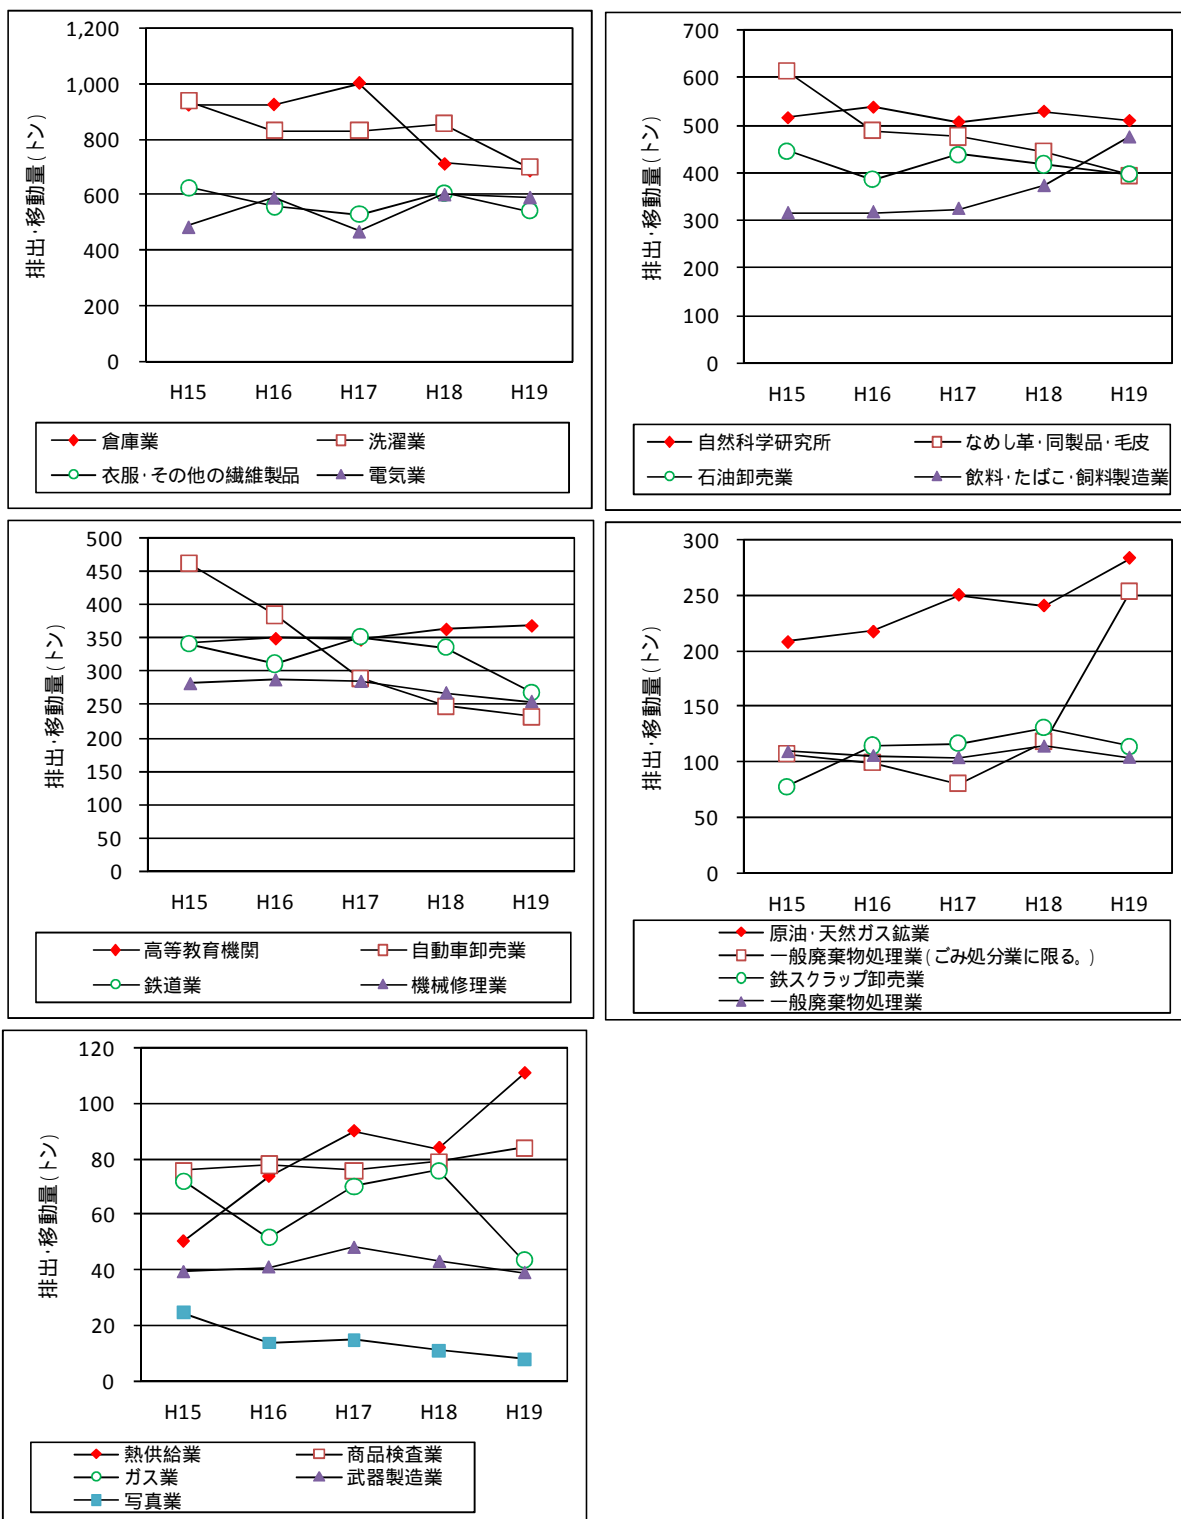 1,200
1,000
800
600
400
200
0
排出・移動量(トン)
H15 H16 H17 H18 H19
倉庫業 洗濯業
衣服・その他の繊維製品 電気業
700
600
500
400
300
200
100
0
排出・移動量(トン)
H15 H16 H17 H18 H19
自然科学研究所 なめし革・同製品・毛皮
石油卸売業 飲料・たばこ・飼料製造業
500
450
400
350
300
250
200
150
100
50
0
排出・移動量(トン)
H15 H16 H17 H18 H19
高等教育機関 自動車卸売業
鉄道業 機械修理業
300
250
200
150
100
50
0
排出・移動量(トン)
H15 H16 H17 H18 H19
原油・天然ガス鉱業
一般廃棄物処理業(ごみ処分業に限る。)
鉄スクラップ卸売業
一般廃棄物処理業
120
100
80
60
40
20
0
排出・移動量(トン)
H15 H16 H17 H18 H19
熱供給業 商品検査業
ガス業 武器製造業
写真業